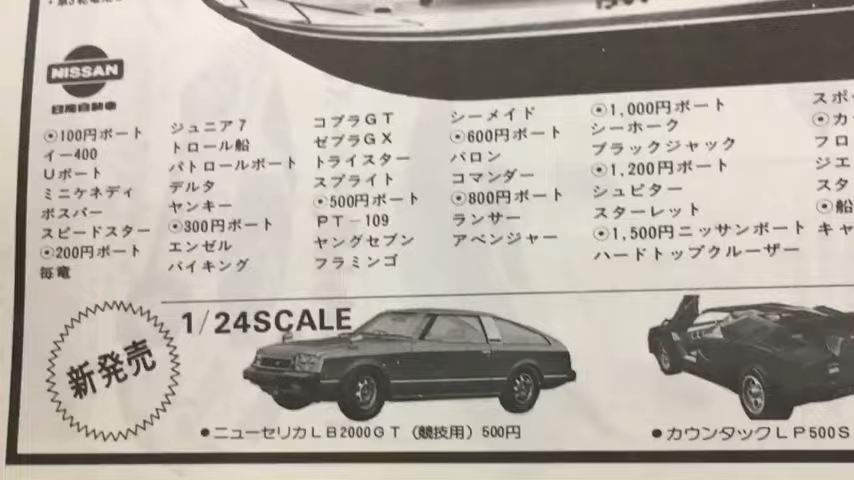 NISSAN
日産自動車
⦿100円ボート
イー400
Uボート
ミニケネディ
ボスパー
スピードスター
⦿200円ボート
毎竜
ジュニア7
トロール船
パトロールボート
デルタ
ヤンキー
⦿300円ボート
エンゼル
バイキング
コブラGT
ゼブラGX
トライスター
スプライト
⦿500円ボート
PT-109
ヤングセブン
フラミンゴ
シーメイド
⦿600円ボート
バロン
コマンダー
⦿800円ボート
ランサー
アベンジャー
⦿1,000円ボート
シーホーク
ブラックジャック
⦿1,200円ボート
シュピター
スターレット
⦿1,500円ニッサンボート
ハードトップクルーザー
スポ
⦿カ
フロ
ジエ
スタ
⦿船
キャ
新発売
1/24SCALE
●ニューセリカLB2000GT(競技用)500円
●カウンタックLP500S